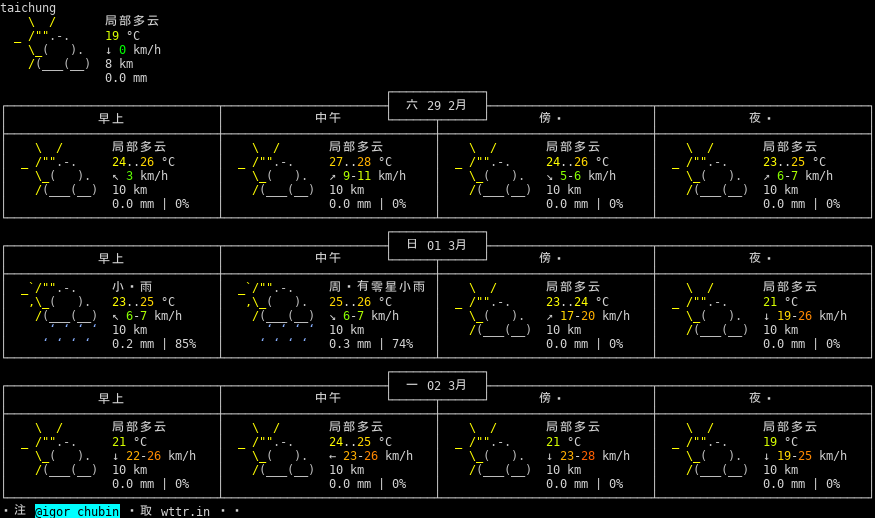 taichung
局部多云
19 °C
↓ 0 km/h
8 km
0.0 mm
六 29 2月
早上 中午 傍・ 夜・
局部多云 局部多云 局部多云 局部多云
24..26 °C 27..28 °C 24..26 °C 23..25 °C
↖ 3 km/h ↗ 9-11 km/h ↘ 5-6 km/h ↗ 6-7 km/h
10 km 10 km 10 km 10 km
0.0 mm | 0% 0.0 mm | 0% 0.0 mm | 0% 0.0 mm | 0%
日 01 3月
早上 中午 傍・ 夜・
小・雨 周・有零星小雨 局部多云 局部多云
23..25 °C 25..26 °C 23..24 °C 21 °C
↖ 6-7 km/h ↘ 6-7 km/h ↗ 17-20 km/h ↓ 19-26 km/h
10 km 10 km 10 km 10 km
0.2 mm | 85% 0.3 mm | 74% 0.0 mm | 0% 0.0 mm | 0%
一 02 3月
早上 中午 傍・ 夜・
局部多云 局部多云 局部多云 局部多云
21 °C 24..25 °C 21 °C 19 °C
↓ 22-26 km/h ← 23-26 km/h ↓ 23-28 km/h ↓ 19-25 km/h
10 km 10 km 10 km 10 km
0.0 mm | 0% 0.0 mm | 0% 0.0 mm | 0% 0.0 mm | 0%
・注 @igor_chubin ・取 wttr.in ・・